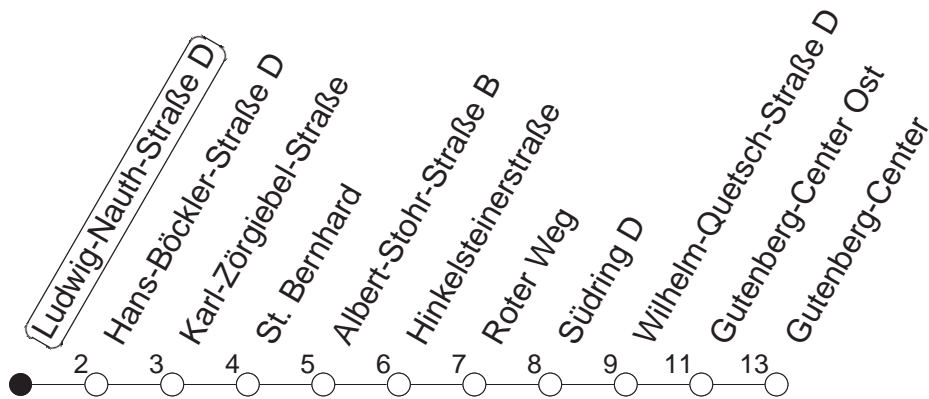 Ludwig-Nauth-Straße D
Hans-Böckler-Straße D
Karl-Zörgiebel-Straße
St. Bernhard
Albert-Stohr-Straße B
Hinkelsteinerstraße
Roter Weg
Südring D
Wilhelm-Quetsch-Straße D
Gutenberg-Center Ost
Gutenberg-Center
2 3 4 5 6 7 8 9 11 13